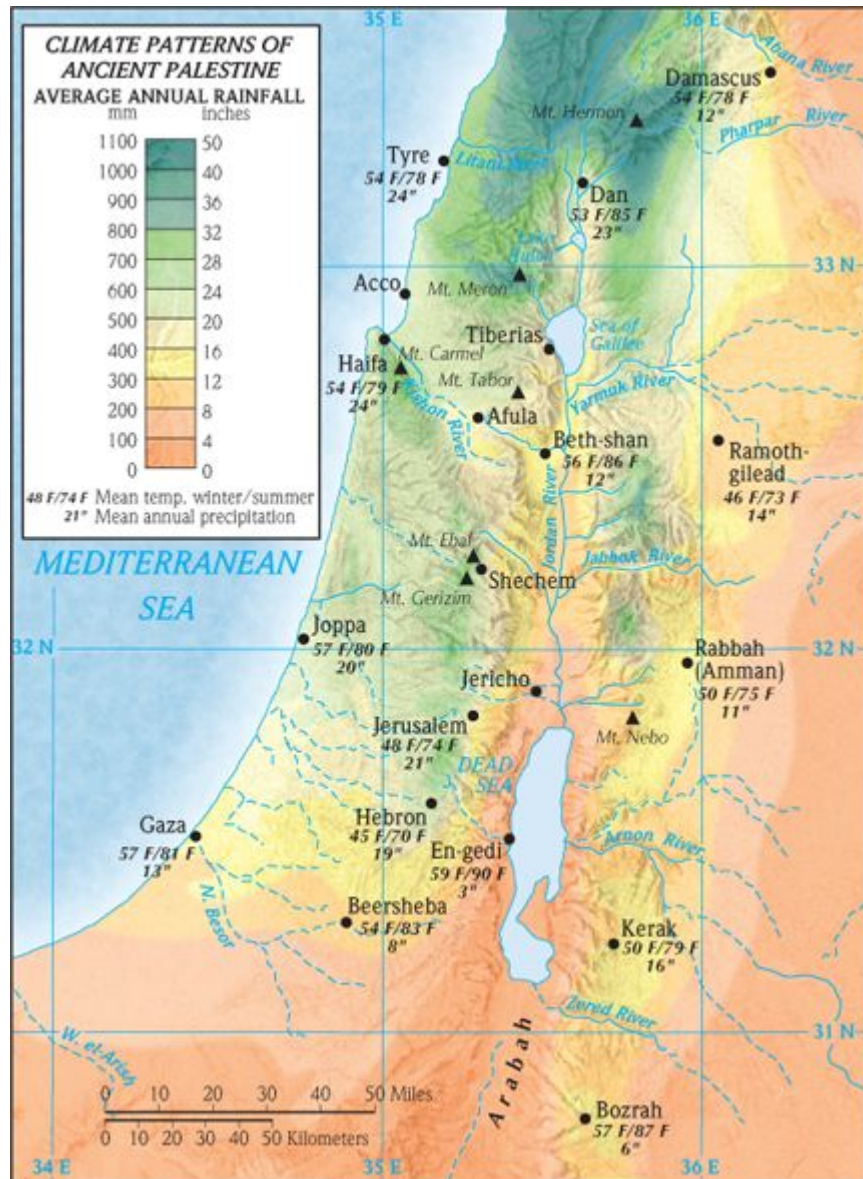 CLIMATE PATTERNS OF
ANCIENT PALESTINE
AVERAGE ANNUAL RAINFALL
mm inches
1100 50
1000 40
900 36
800 32
700 28
600 24
500 20
400 16
300 12
200 8
100 4
0 0
48 F/74 F Mean temp. winter/summer
21" Mean annual precipitation
35 E
36 E
Abana River
Damascus
54 F/78 F
12"
Mt. Hermon
Pharpar River
Tyre
54 F/78 F
24"
Litani River
Dan
53 F/85 F
23"
33 N
Acco
Mt. Meron
Tiberias
Sea of
Galilee
Haifa
54 F/79 F
24"
Mt. Carmel
Mt. Tabor
Kishon River
Yarmuk River
Afula
Beth-shan
56 F/86 F
12"
Ramoth-
gilead
46 F/73 F
14"
Jordan River
MEDITERRANEAN
SEA
Mt. Ebal
Shechem
Mt. Gerizim
Jabbok River
Joppa
57 F/80 F
20"
32 N
32 N
Rabbah
(Amman)
50 F/75 F
11"
Jericho
Jerusalem
48 F/74 F
21"
Mt. Nebo
DEAD
SEA
Hebron
45 F/70 F
19"
Gaza
57 F/81 F
13"
En-gedi
59 F/90 F
3"
Arnon River
N. Besor
Beersheba
54 F/83 F
8"
Kerak
50 F/79 F
16"
Zered River
31 N
W. el-Arish
Arabah
0 10 20 30 40 50 Miles
0 10 20 30 40 50 Kilometers
Bozrah
57 F/87 F
6"
34 E
35 E
36 E